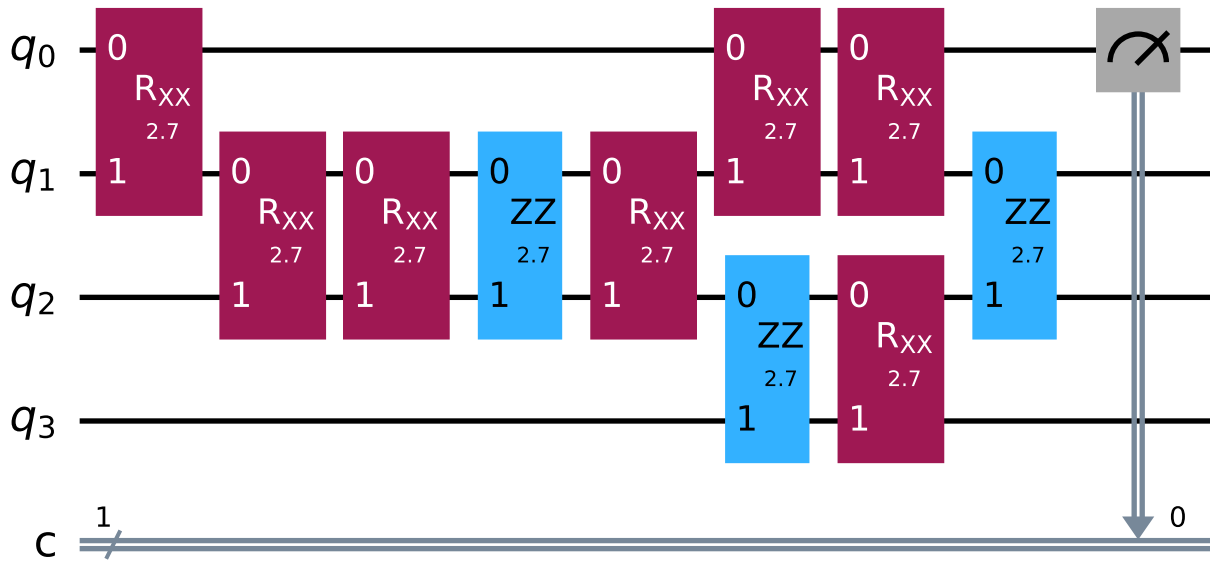 q0 0 RXX 2.7 1 0 RXX 2.7 1 0 RXX 2.7 1
q1 0 RXX 2.7 1 0 RXX 2.7 1 0 ZZ 2.7 1 0 RXX 2.7 1 0 ZZ 2.7 1
q2 0 ZZ 2.7 1 0 RXX 2.7 1
q3
c 1 0